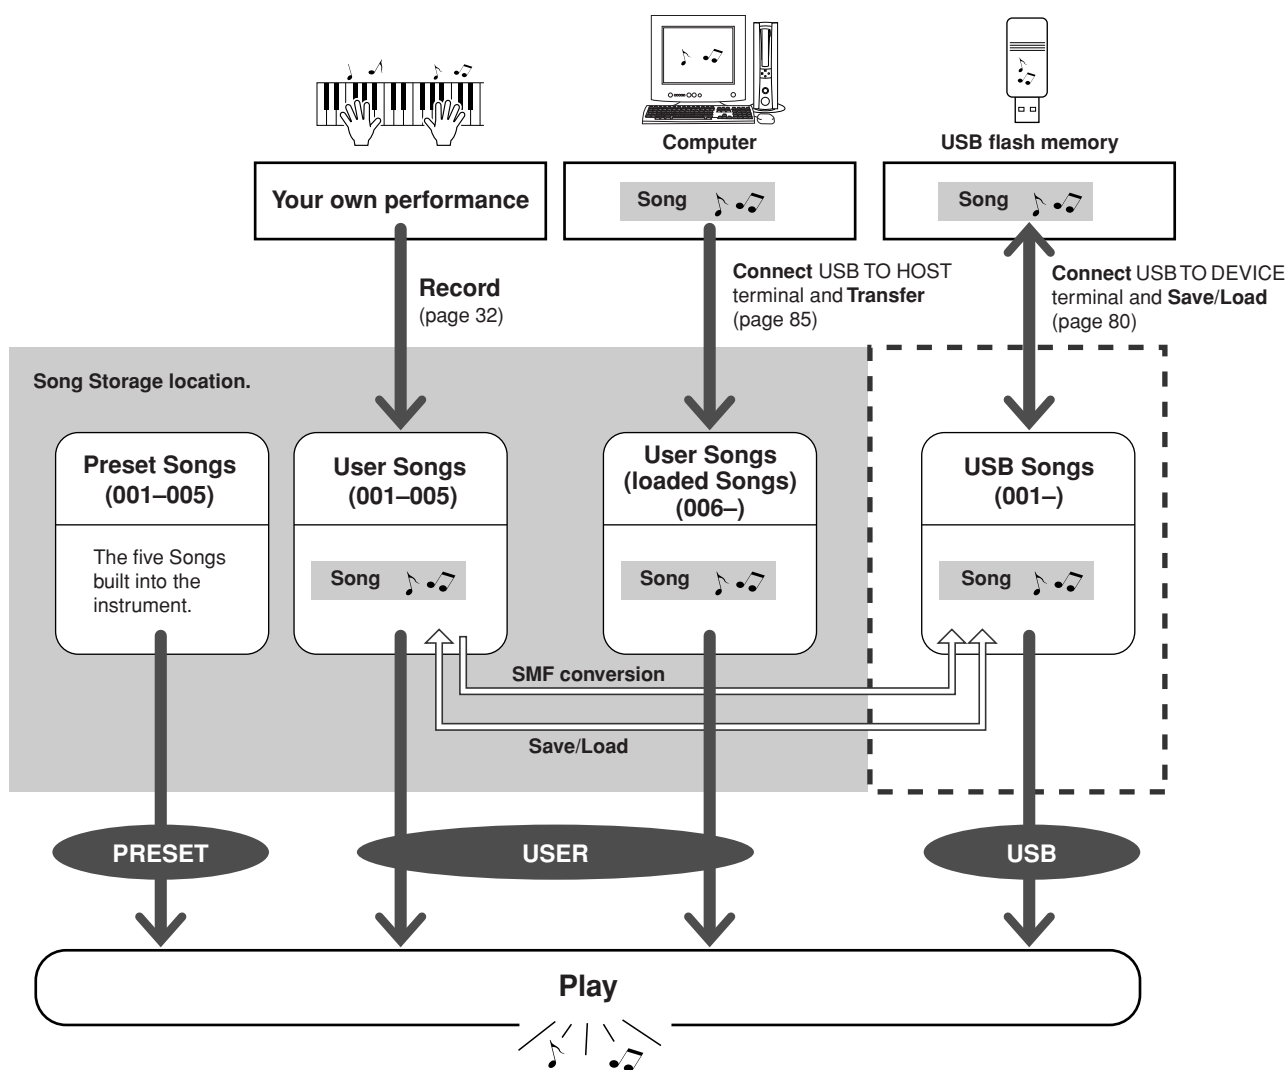 Computer
USB flash memory
Your own performance
Song
Song
Record
(page 32)
Connect USB TO HOST
terminal and Transfer
(page 85)
Connect USB TO DEVICE
terminal and Save/Load
(page 80)
Song Storage location.
Preset Songs
(001–005)
The five Songs
built into the
instrument.
User Songs
(001–005)
Song
User Songs
(loaded Songs)
(006–)
Song
USB Songs
(001–)
Song
SMF conversion
Save/Load
PRESET
USER
USB
Play